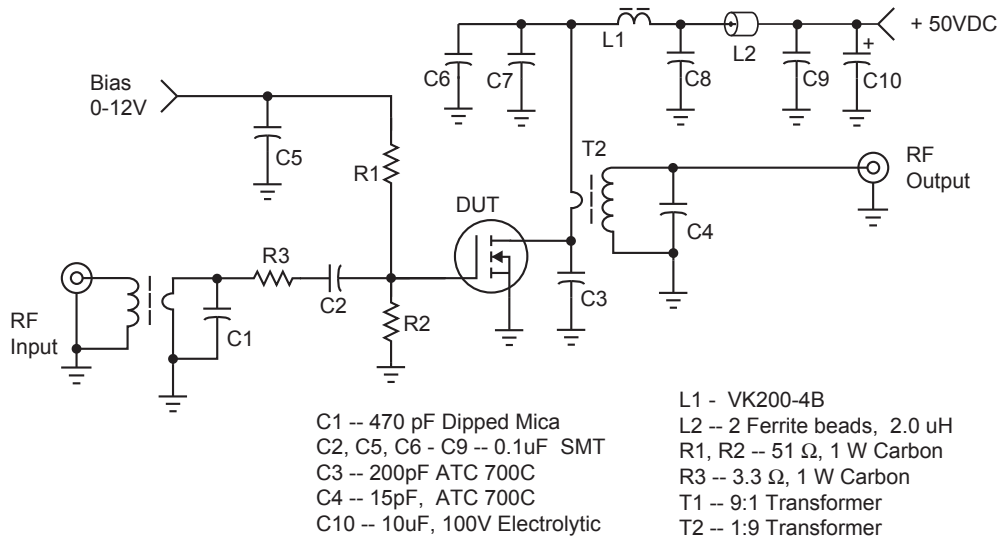 L1
L2
+ 50VDC
C6
C7
C8
C9
+
C10
Bias
0-12V
C5
R1
T2
RF
Output
DUT
C4
R3
C2
C3
RF
Input
C1
R2
C1 -- 470 pF Dipped Mica
C2, C5, C6 - C9 -- 0.1uF SMT
C3 -- 200pF ATC 700C
C4 -- 15pF, ATC 700C
C10 -- 10uF, 100V Electrolytic
L1 - VK200-4B
L2 -- 2 Ferrite beads, 2.0 uH
R1, R2 -- 51 Ω, 1 W Carbon
R3 -- 3.3 Ω, 1 W Carbon
T1 -- 9:1 Transformer
T2 -- 1:9 Transformer